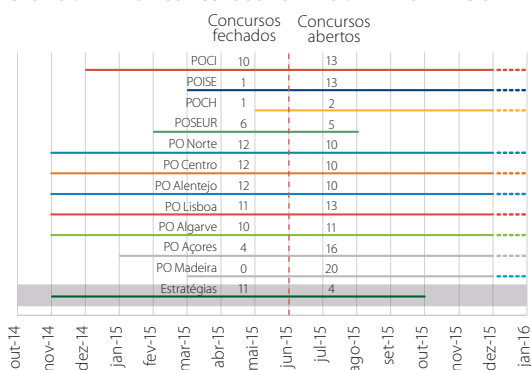 Concursos fechados
Concursos abertos
POCI 10 13
POISE 1 13
POCH 1 2
POSEUR 6 5
PO Norte 12 10
PO Centro 12 10
PO Alentejo 12 10
PO Lisboa 11 13
PO Algarve 10 11
PO Açores 4 16
PO Madeira 0 20
Estratégias 11 4
out-14
nov-14
dez-14
jan-15
fev-15
mar-15
abr-15
mai-15
jun-15
jul-15
ago-15
set-15
out-15
nov-15
dez-15
jan-16